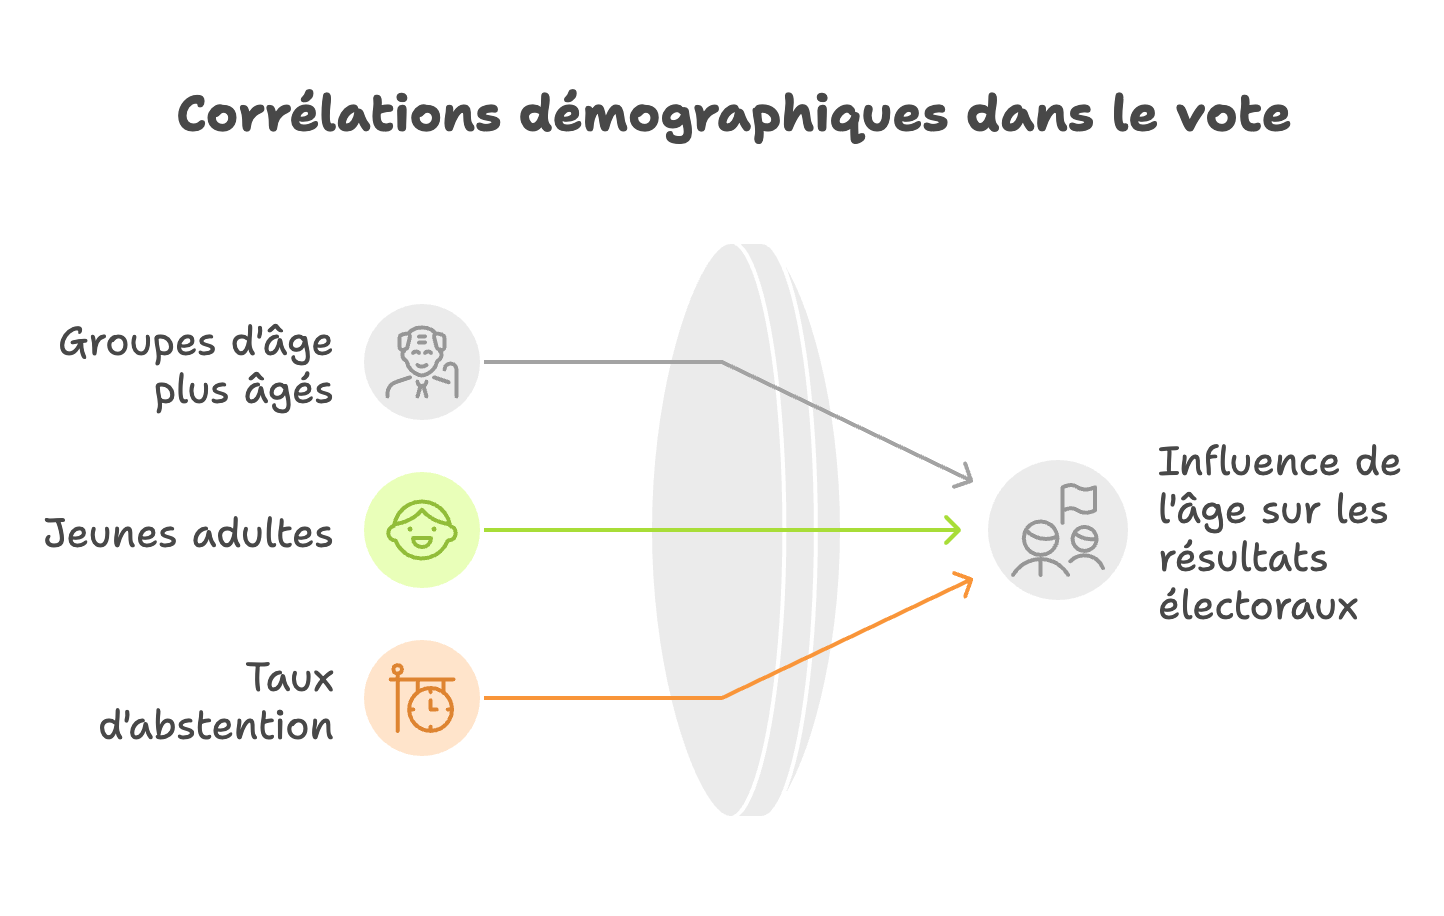 Corrélations démographiques dans le vote
Groupes d'âge
plus âgés
Jeunes adultes
Taux
d'abstention
Influence de
l'âge sur les
résultats
électoraux